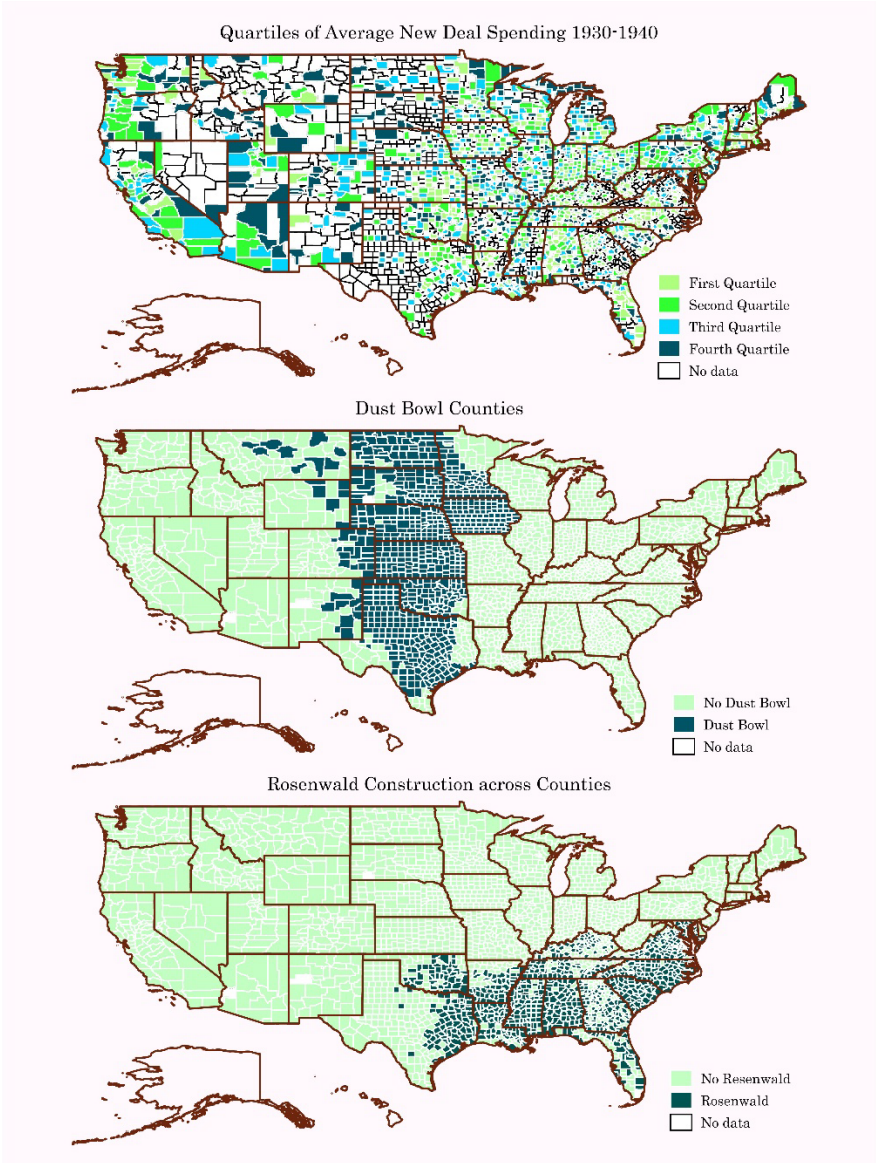 Quartiles of Average New Deal Spending 1930-1940
First Quartile
Second Quartile
Third Quartile
Fourth Quartile
No data
Dust Bowl Counties
No Dust Bowl
Dust Bowl
No data
Rosenwald Construction across Counties
No Resenwald
Rosenwald
No data